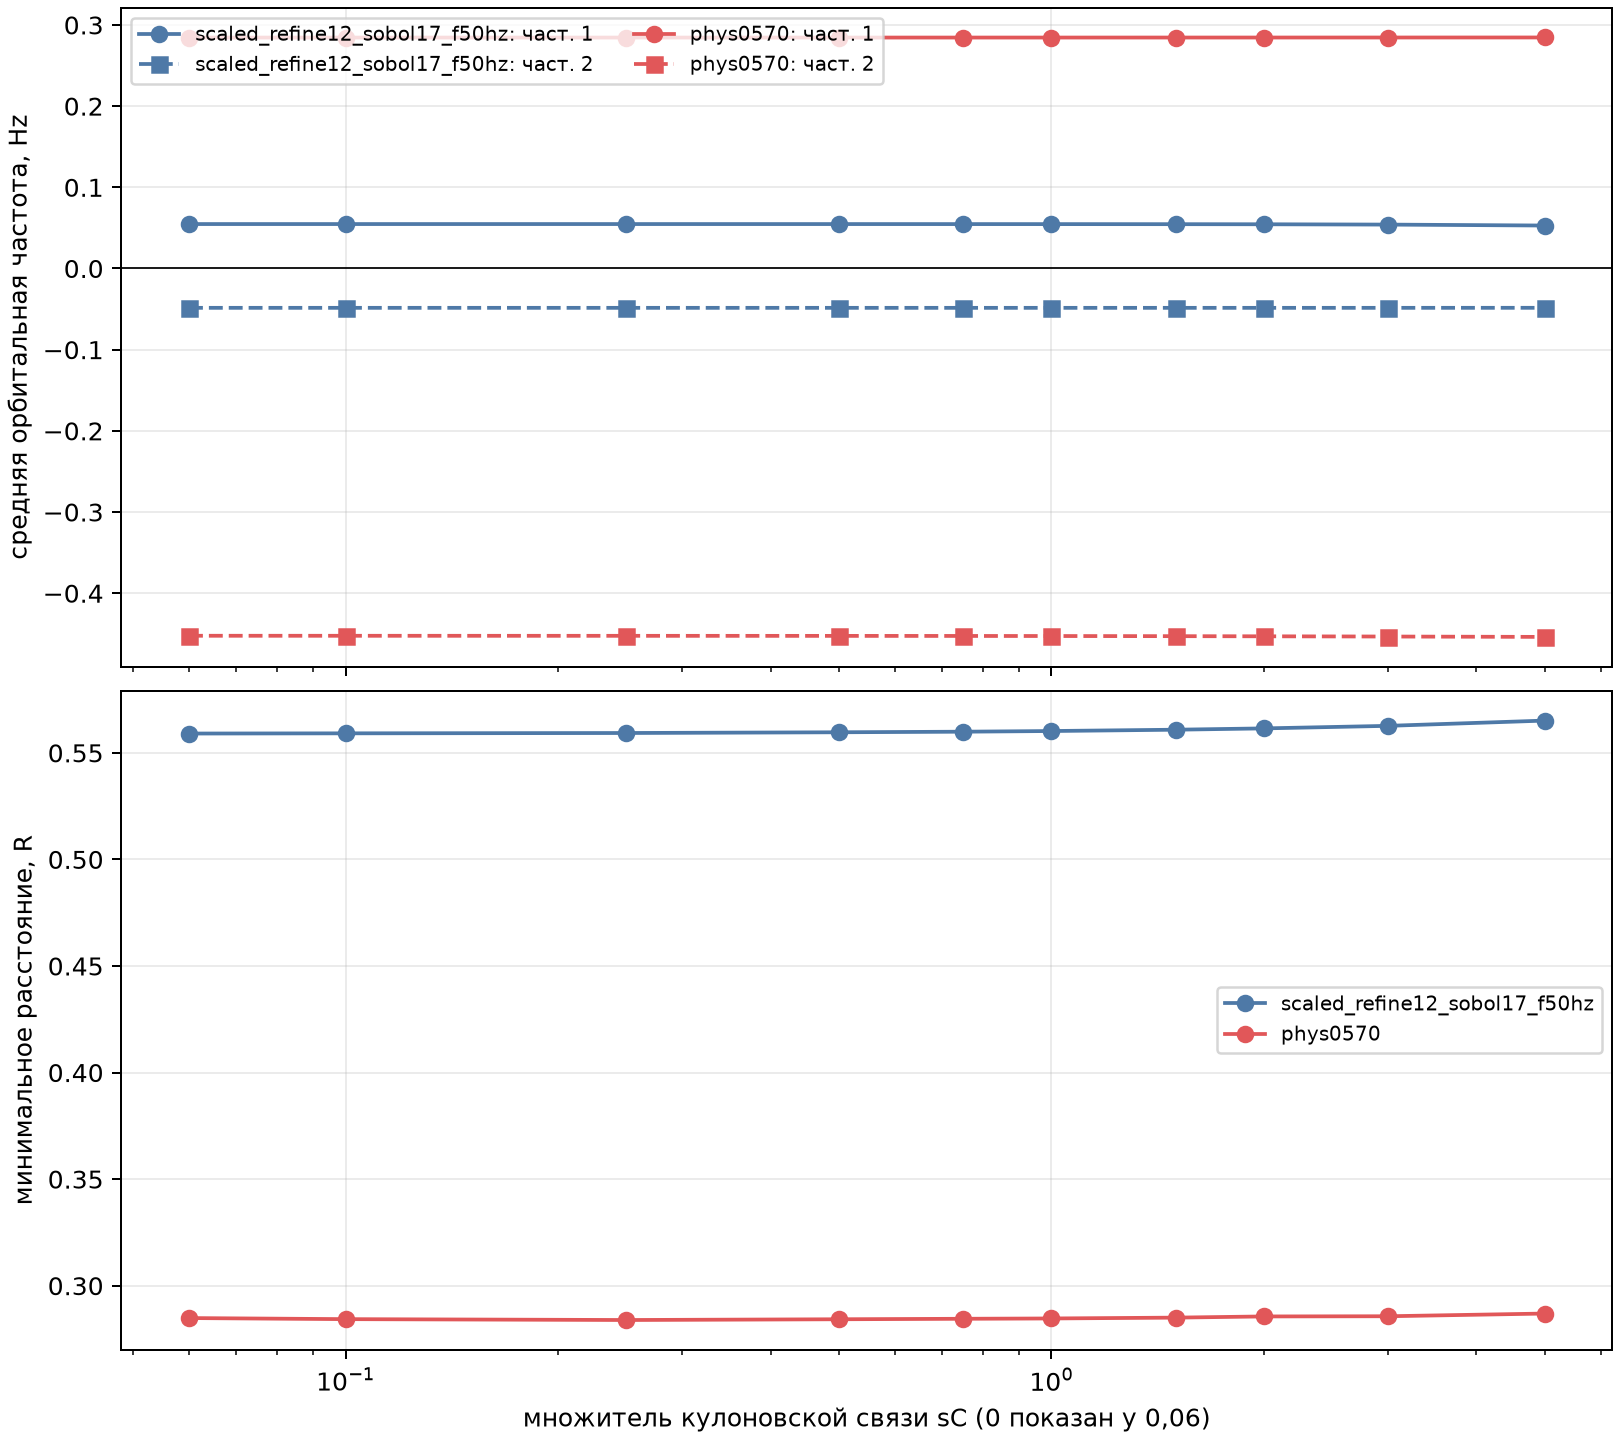 средняя орбитальная частота, Hz
0.3
0.2
0.1
0.0
−0.1
−0.2
−0.3
−0.4
scaled_refine12_sobol17_f50hz: част. 1
scaled_refine12_sobol17_f50hz: част. 2
phys0570: част. 1
phys0570: част. 2
минимальное расстояние, R
0.55
0.50
0.45
0.40
0.35
0.30
scaled_refine12_sobol17_f50hz
phys0570
10⁻¹
10⁰
множитель кулоновской связи sC (0 показан у 0,06)